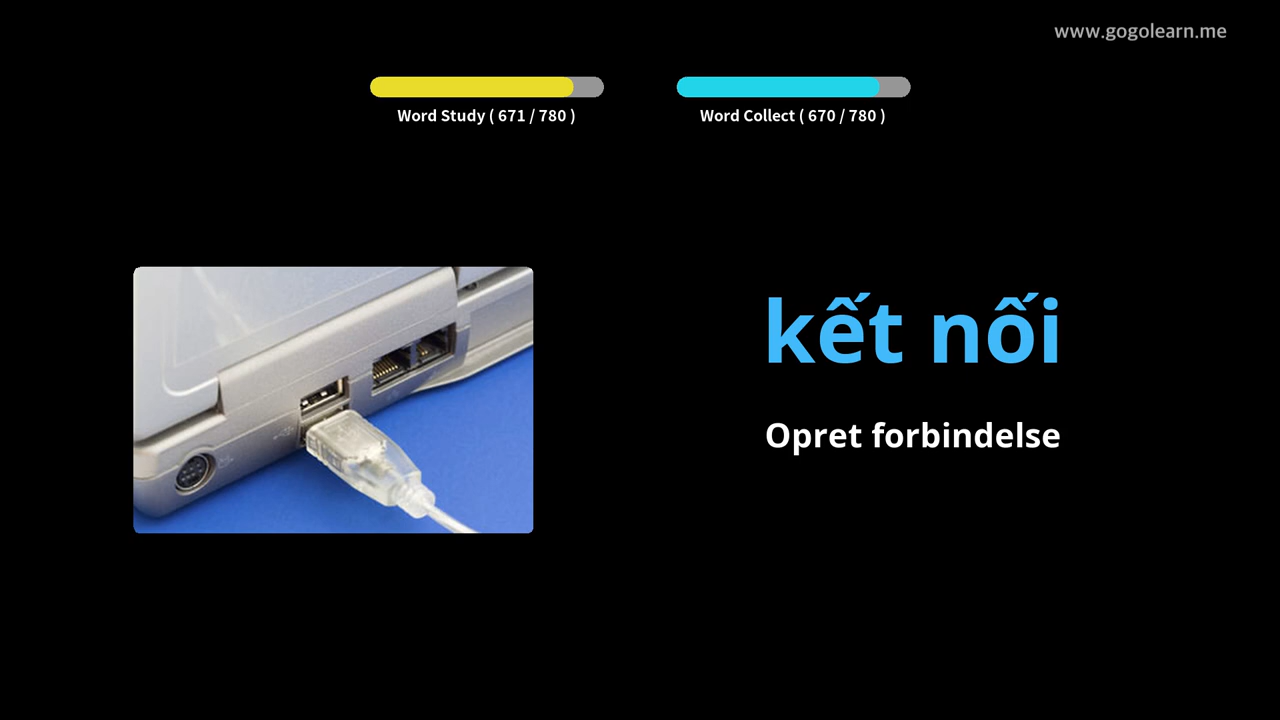 www.gogolearn.me
Word Study ( 671 / 780 )
Word Collect ( 670 / 780 )
kết nối
Opret forbindelse